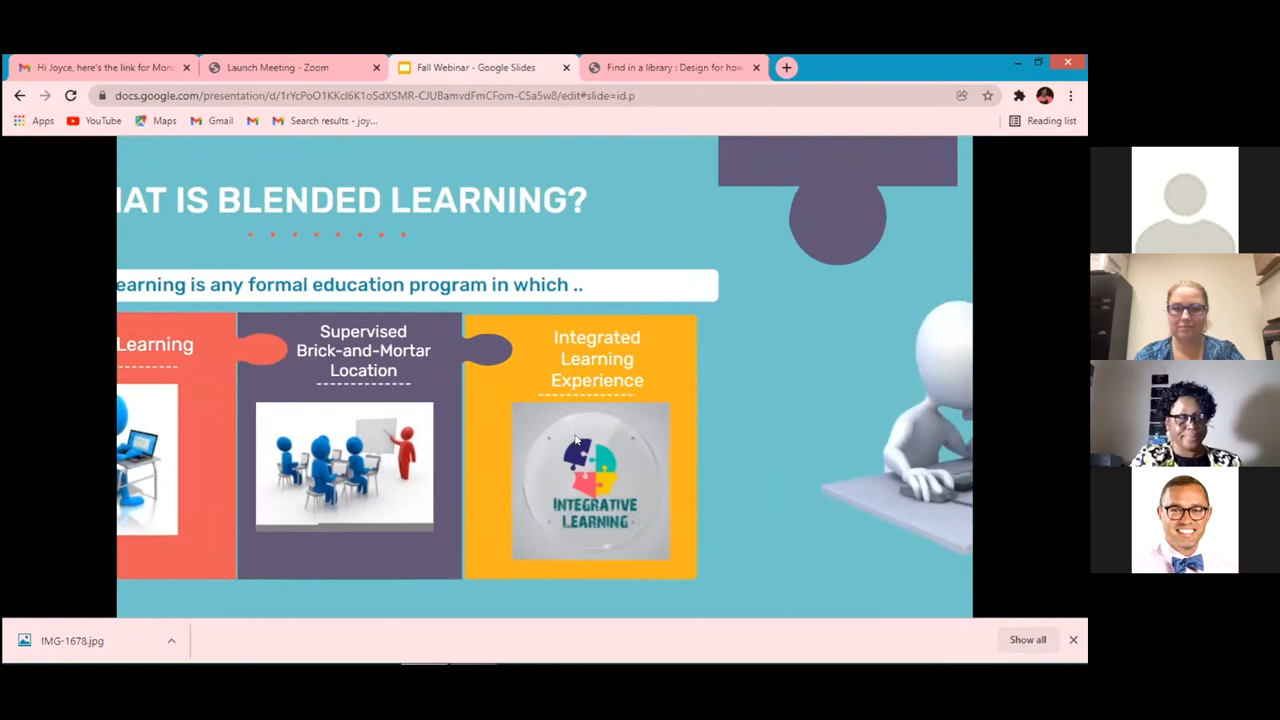 Hi Joyce, here's the link for Mon
Launch Meeting - Zoom
Fall Webinar - Google Slides
Find in a library : Design for how
docs.google.com/presentation/d/1rYcPoO1KKcI6K1oSdXSMR-CJUBamvdFmCFom-C5a5w8/edit#slide=id.p
Apps
YouTube
Maps
Gmail
Search results - joy...
Reading list
HAT IS BLENDED LEARNING?
earning is any formal education program in which ..
Learning
Supervised
Brick-and-Mortar
Location
Integrated
Learning
Experience
INTEGRATIVE
LEARNING
IMG-1678.jpg
Show all